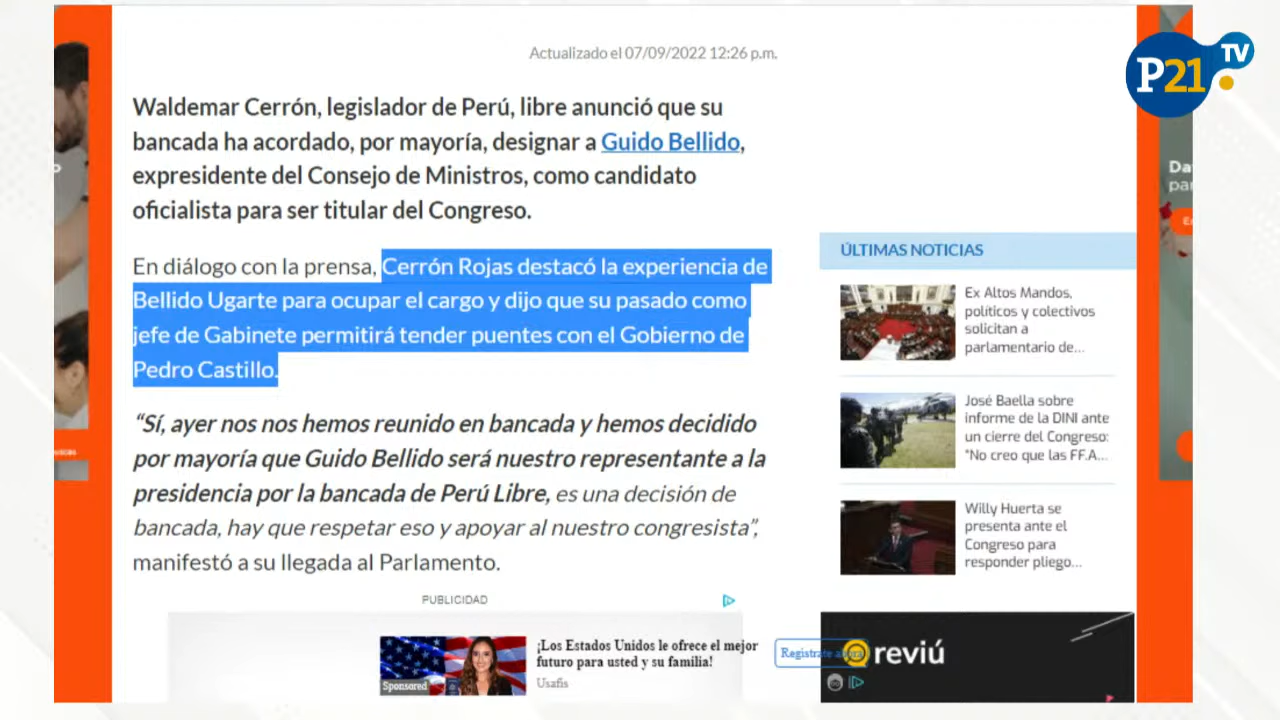 Actualizado el 07/09/2022 12:26 p.m.
P21 TV
Waldemar Cerrón, legislador de Perú, libre anunció que su
bancada ha acordado, por mayoría, designar a Guido Bellido,
expresidente del Consejo de Ministros, como candidato
oficialista para ser titular del Congreso.
En diálogo con la prensa, Cerrón Rojas destacó la experiencia de
Bellido Ugarte para ocupar el cargo y dijo que su pasado como
jefe de Gabinete permitirá tender puentes con el Gobierno de
Pedro Castillo.
“Sí, ayer nos nos hemos reunido en bancada y hemos decidido
por mayoría que Guido Bellido será nuestro representante a la
presidencia por la bancada de Perú Libre, es una decisión de
bancada, hay que respetar eso y apoyar al nuestro congresista”,
manifestó a su llegada al Parlamento.
PUBLICIDAD
¡Los Estados Unidos le ofrece el mejor
futuro para usted y su familia!
Usafis
Sponsored
Registrate
ÚLTIMAS NOTICIAS
Ex Altos Mandos,
políticos y colectivos
solicitan a
parlamentario de...
José Baella sobre
informe de la DINI ante
un cierre del Congreso:
"No creo que las FF.A...
Willy Huerta se
presenta ante el
Congreso para
responder pliego...
reviú